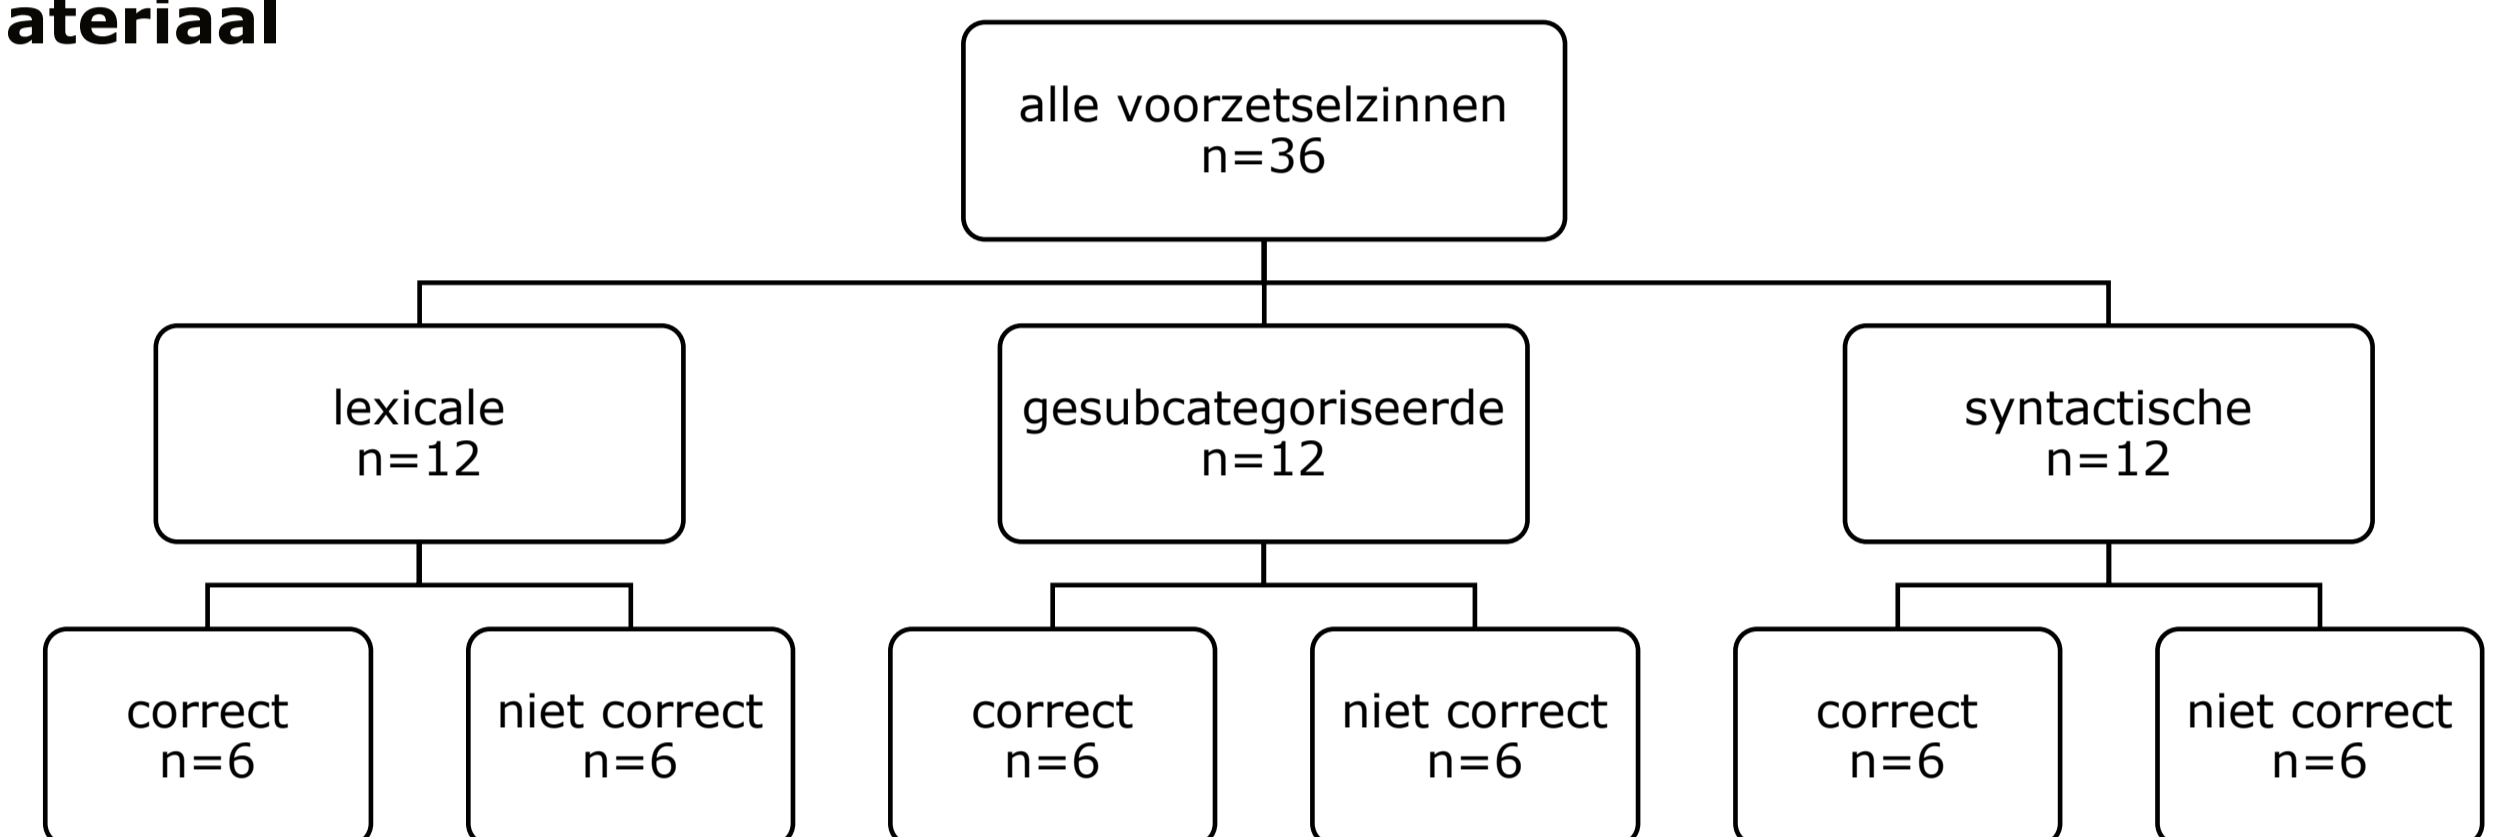 ateriaal
alle voorzetselzinnen
n=36
lexicale
n=12
gesubcategoriseerde
n=12
syntactische
n=12
correct
n=6
niet correct
n=6
correct
n=6
niet correct
n=6
correct
n=6
niet correct
n=6